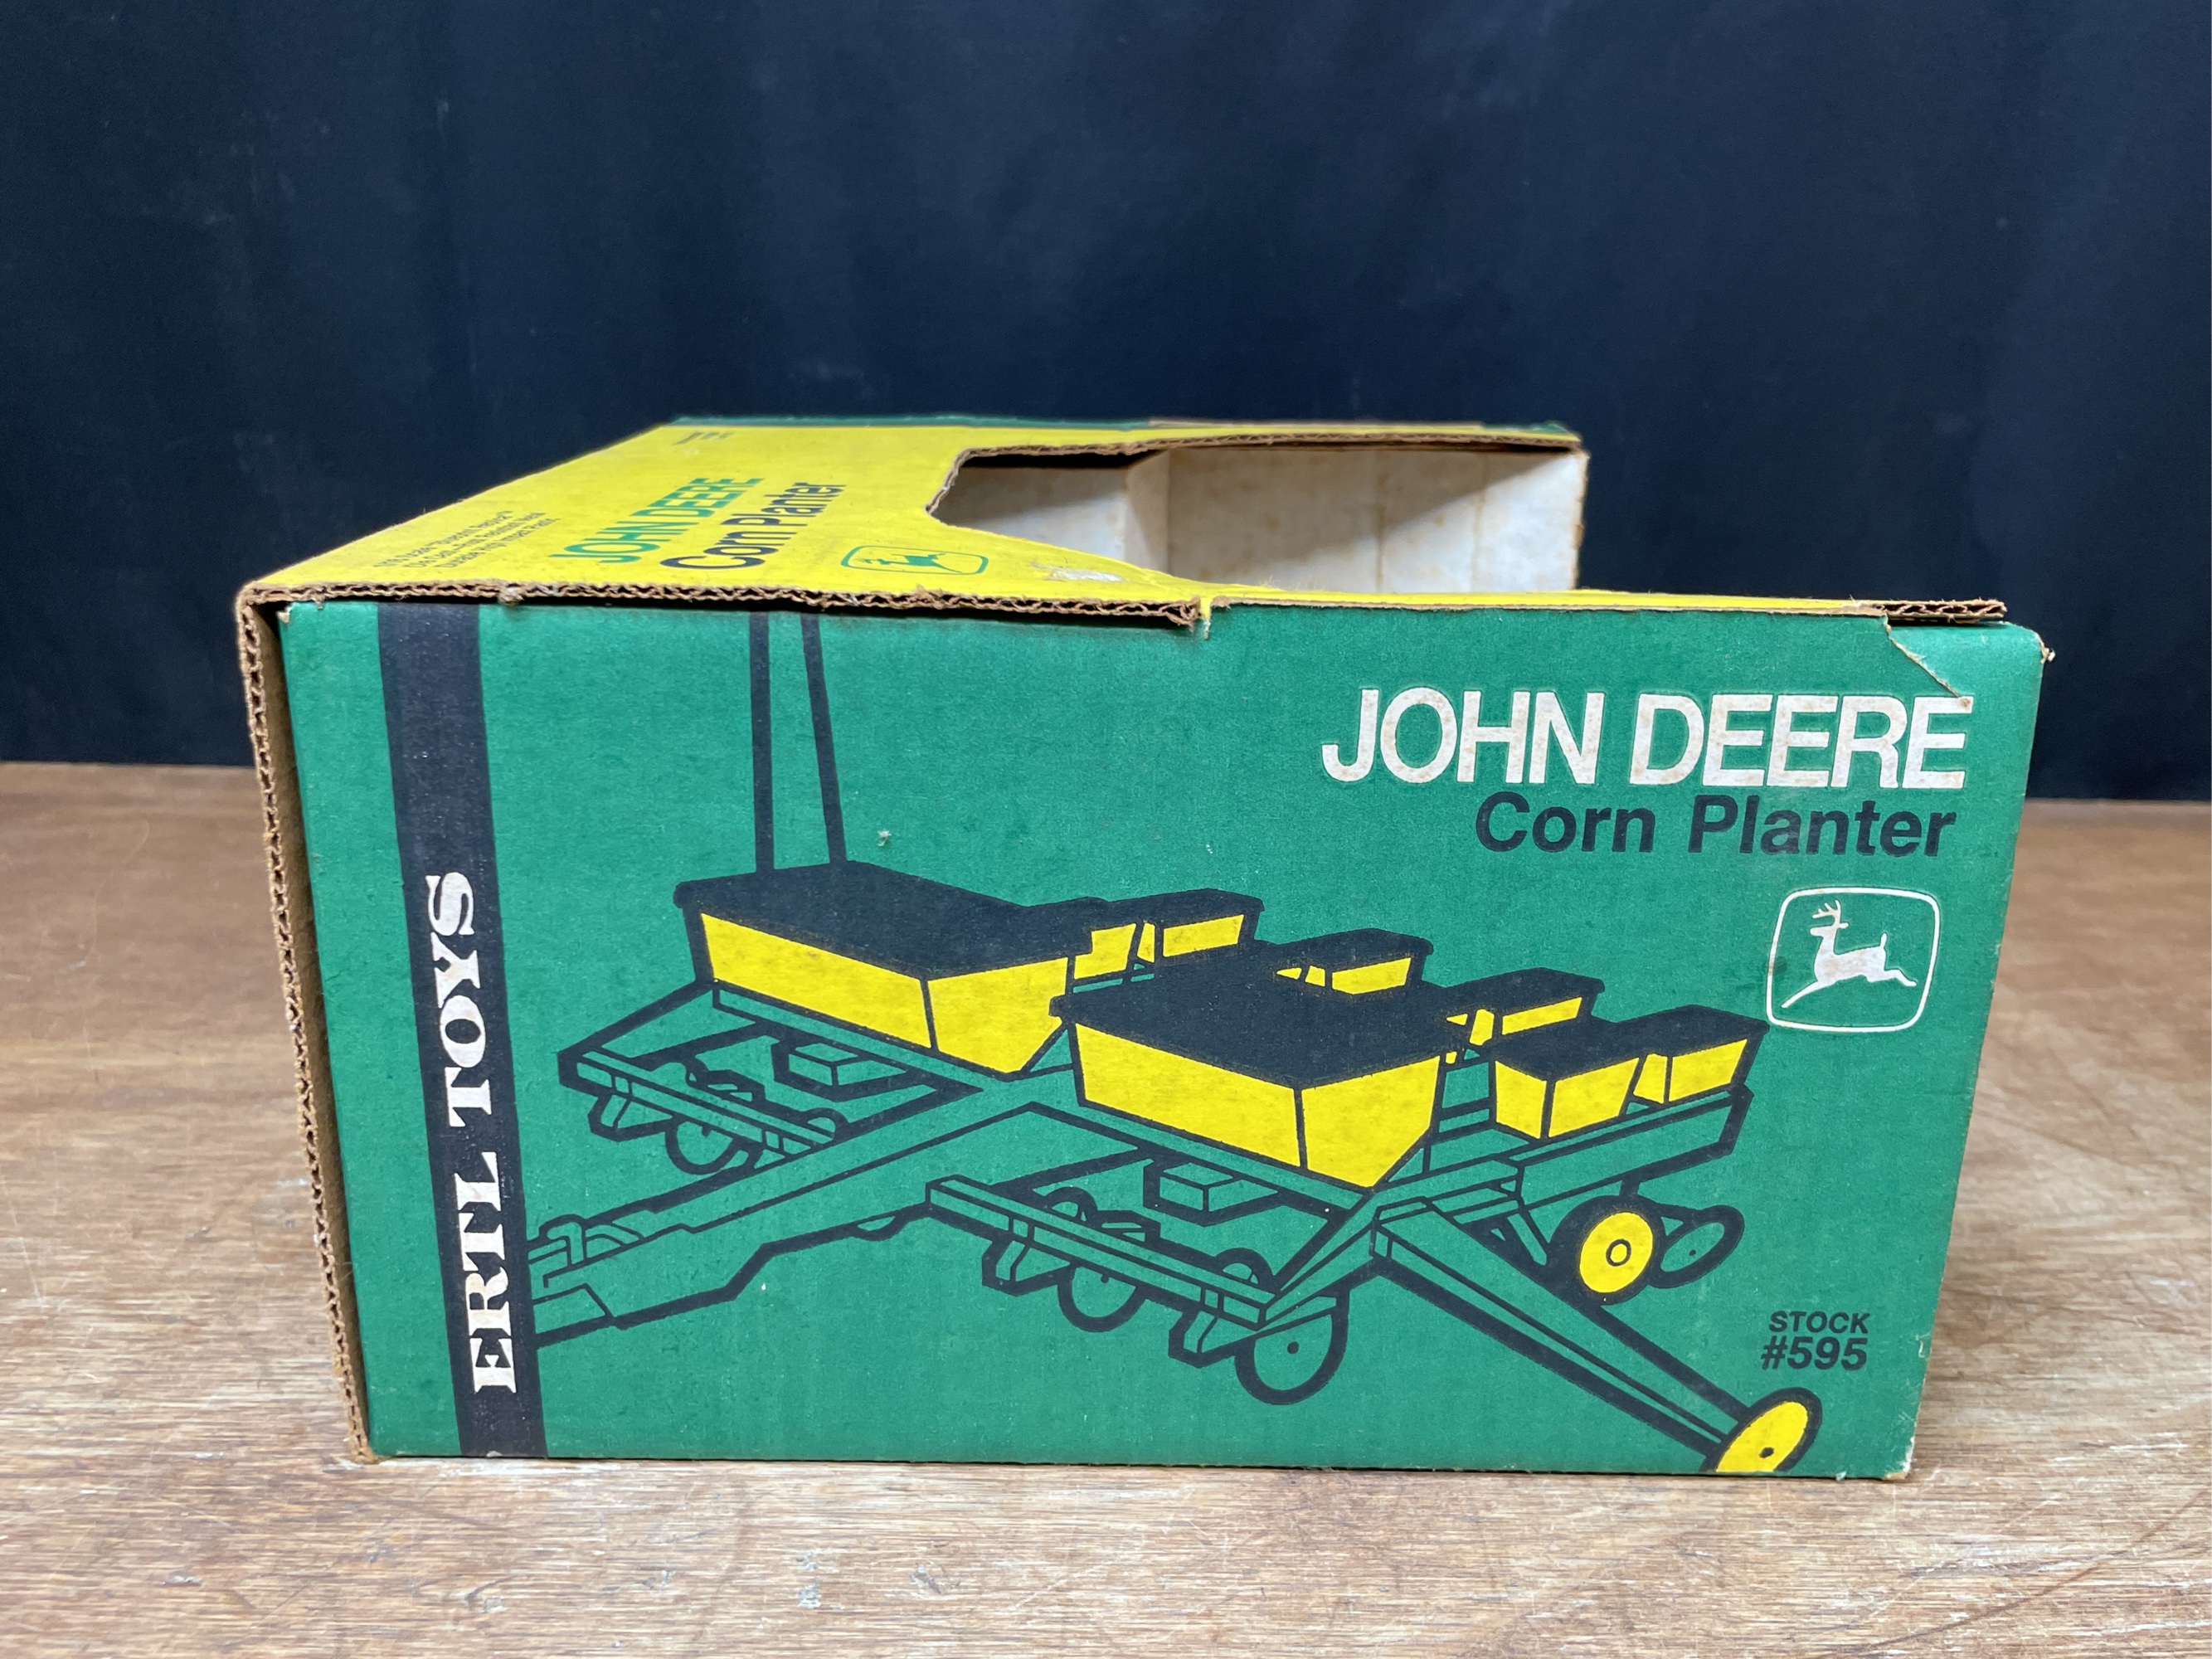 JOHN DEERE
Corn Planter
JOHN DEERE
Corn Planter
ERTL TOYS
STOCK
#595